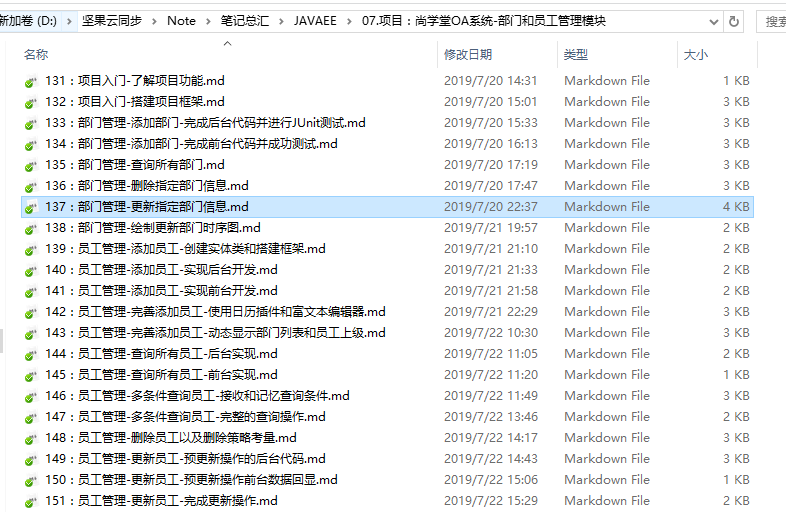 新加卷 (D:) 坚果云同步 Note 笔记总汇 JAVAEE 07.项目：尚学堂OA系统-部门和员工管理模块 搜索
名称 修改日期 类型 大小
131：项目入门-了解项目功能.md 2019/7/20 14:31 Markdown File 1 KB
132：项目入门-搭建项目框架.md 2019/7/20 15:01 Markdown File 3 KB
133：部门管理-添加部门-完成后台代码并进行JUnit测试.md 2019/7/20 15:33 Markdown File 3 KB
134：部门管理-添加部门-完成前台代码并成功测试.md 2019/7/20 16:13 Markdown File 3 KB
135：部门管理-查询所有部门.md 2019/7/20 17:19 Markdown File 3 KB
136：部门管理-删除指定部门信息.md 2019/7/20 17:47 Markdown File 3 KB
137：部门管理-更新指定部门信息.md 2019/7/20 22:37 Markdown File 4 KB
138：部门管理-绘制更新部门时序图.md 2019/7/21 19:57 Markdown File 2 KB
139：员工管理-添加员工-创建实体类和搭建框架.md 2019/7/21 21:10 Markdown File 2 KB
140：员工管理-添加员工-实现后台开发.md 2019/7/21 21:33 Markdown File 2 KB
141：员工管理-添加员工-实现前台开发.md 2019/7/21 21:58 Markdown File 2 KB
142：员工管理-完善添加员工-使用日历插件和富文本编辑器.md 2019/7/21 22:29 Markdown File 3 KB
143：员工管理-完善添加员工-动态显示部门列表和员工上级.md 2019/7/22 10:30 Markdown File 3 KB
144：员工管理-查询所有员工-后台实现.md 2019/7/22 11:05 Markdown File 2 KB
145：员工管理-查询所有员工-前台实现.md 2019/7/22 11:20 Markdown File 1 KB
146：员工管理-多条件查询员工-接收和记忆查询条件.md 2019/7/22 11:49 Markdown File 3 KB
147：员工管理-多条件查询员工-完整的查询操作.md 2019/7/22 13:46 Markdown File 2 KB
148：员工管理-删除员工以及删除策略考量.md 2019/7/22 14:17 Markdown File 3 KB
149：员工管理-更新员工-预更新操作的后台代码.md 2019/7/22 14:43 Markdown File 3 KB
150：员工管理-更新员工-预更新操作前台数据回显.md 2019/7/22 15:06 Markdown File 1 KB
151：员工管理-更新员工-完成更新操作.md 2019/7/22 15:29 Markdown File 2 KB